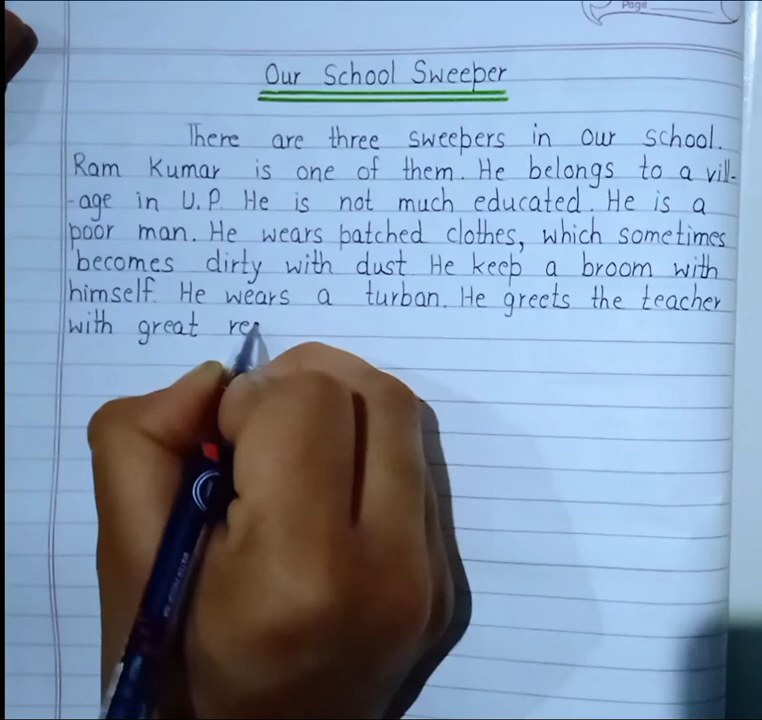 Page
Our School Sweeper
There are three sweepers in our school.
Ram Kumar is one of them. He belongs to a vill-
-age in U.P. He is not much educated. He is a
poor man. He wears patched clothes, which sometimes
becomes dirty with dust He keep a broom with
himself. He wears a turban. He greets the teacher
with great re